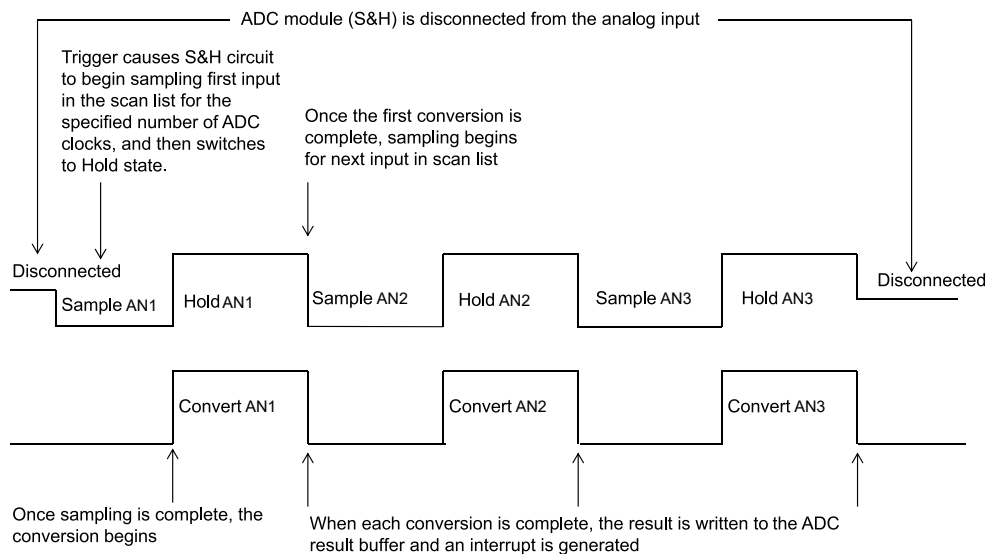 ADC module (S&H) is disconnected from the analog input
Trigger causes S&H circuit
to begin sampling first input
in the scan list for the
specified number of ADC
clocks, and then switches
to Hold state.
Once the first conversion is
complete, sampling begins
for next input in scan list
Disconnected
Sample AN1
Hold AN1
Sample AN2
Hold AN2
Sample AN3
Hold AN3
Disconnected
Convert AN1
Convert AN2
Convert AN3
Once sampling is complete, the
conversion begins
When each conversion is complete, the result is written to the ADC
result buffer and an interrupt is generated